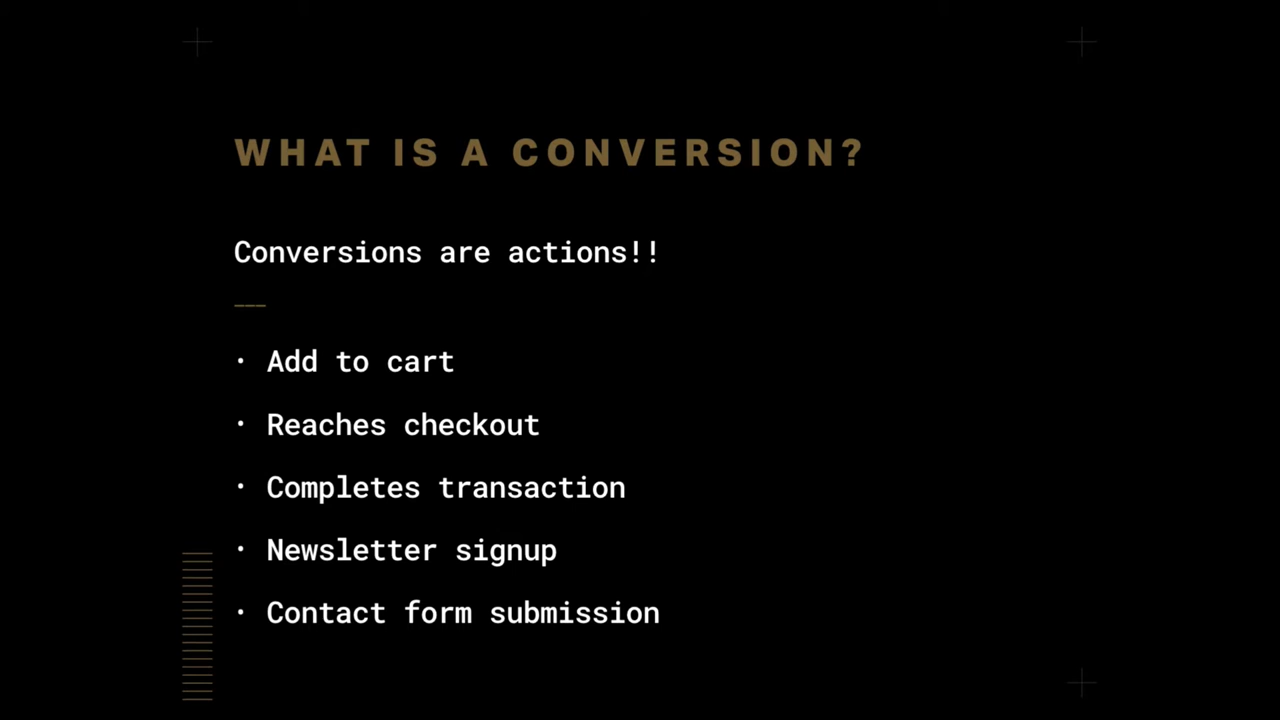 WHAT IS A CONVERSION?
Conversions are actions!!
· Add to cart
· Reaches checkout
· Completes transaction
· Newsletter signup
· Contact form submission